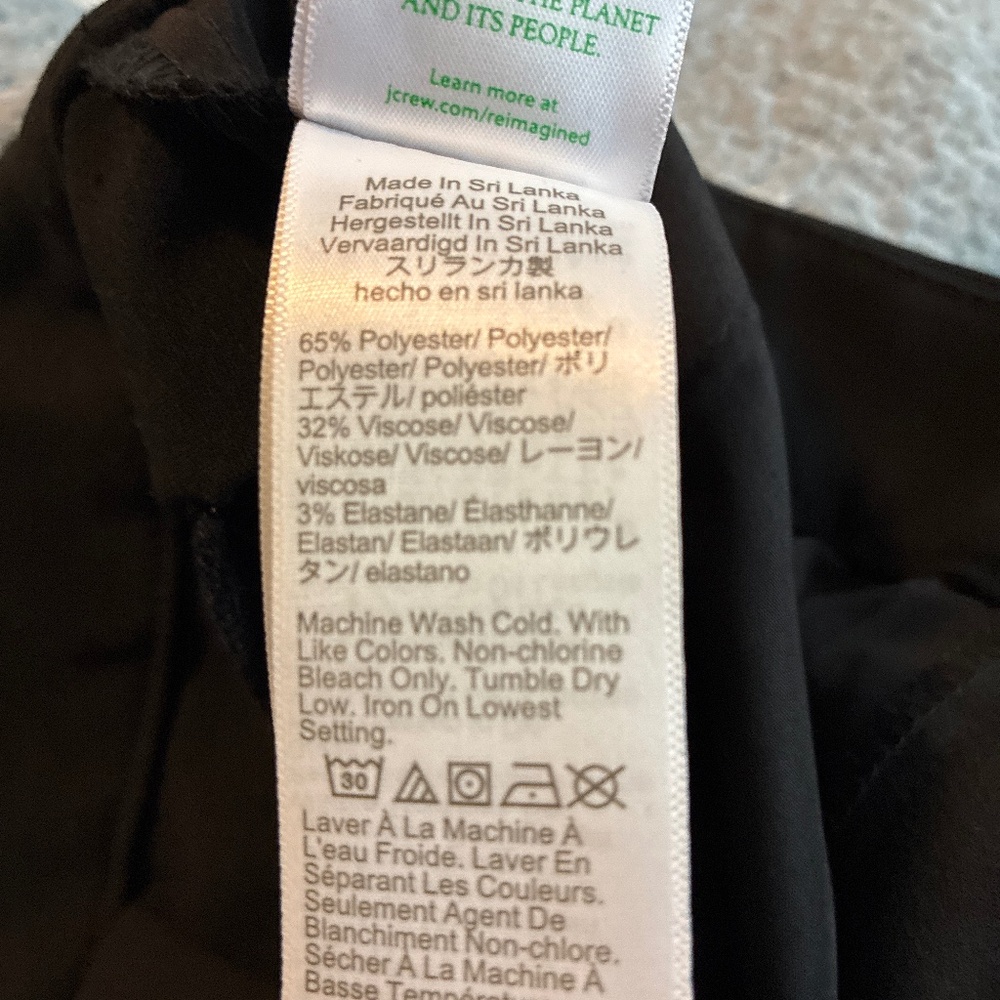 THE PLANET
AND ITS PEOPLE.
Learn more at
jcrew.com/reimagined
Made In Sri Lanka
Fabriqué Au Sri Lanka
Hergestellt In Sri Lanka
Vervaardigd In Sri Lanka
スリランカ製
hecho en sri lanka
65% Polyester/ Polyester/
Polyester/ Polyester/ ポリ
エステル/ poliéster
32% Viscose/ Viscose/
Viskose/ Viscose/ レーヨン/
viscosa
3% Elastane/ Élasthanne/
Elastan/ Elastaan/ ポリウレ
タン/ elastano
Machine Wash Cold. With
Like Colors. Non-chlorine
Bleach Only. Tumble Dry
Low. Iron On Lowest
Setting.
30
Laver À La Machine À
L'eau Froide. Laver En
Séparant Les Couleurs.
Seulement Agent De
Blanchiment Non-chlore.
Sécher À La Machine À
Basse Température